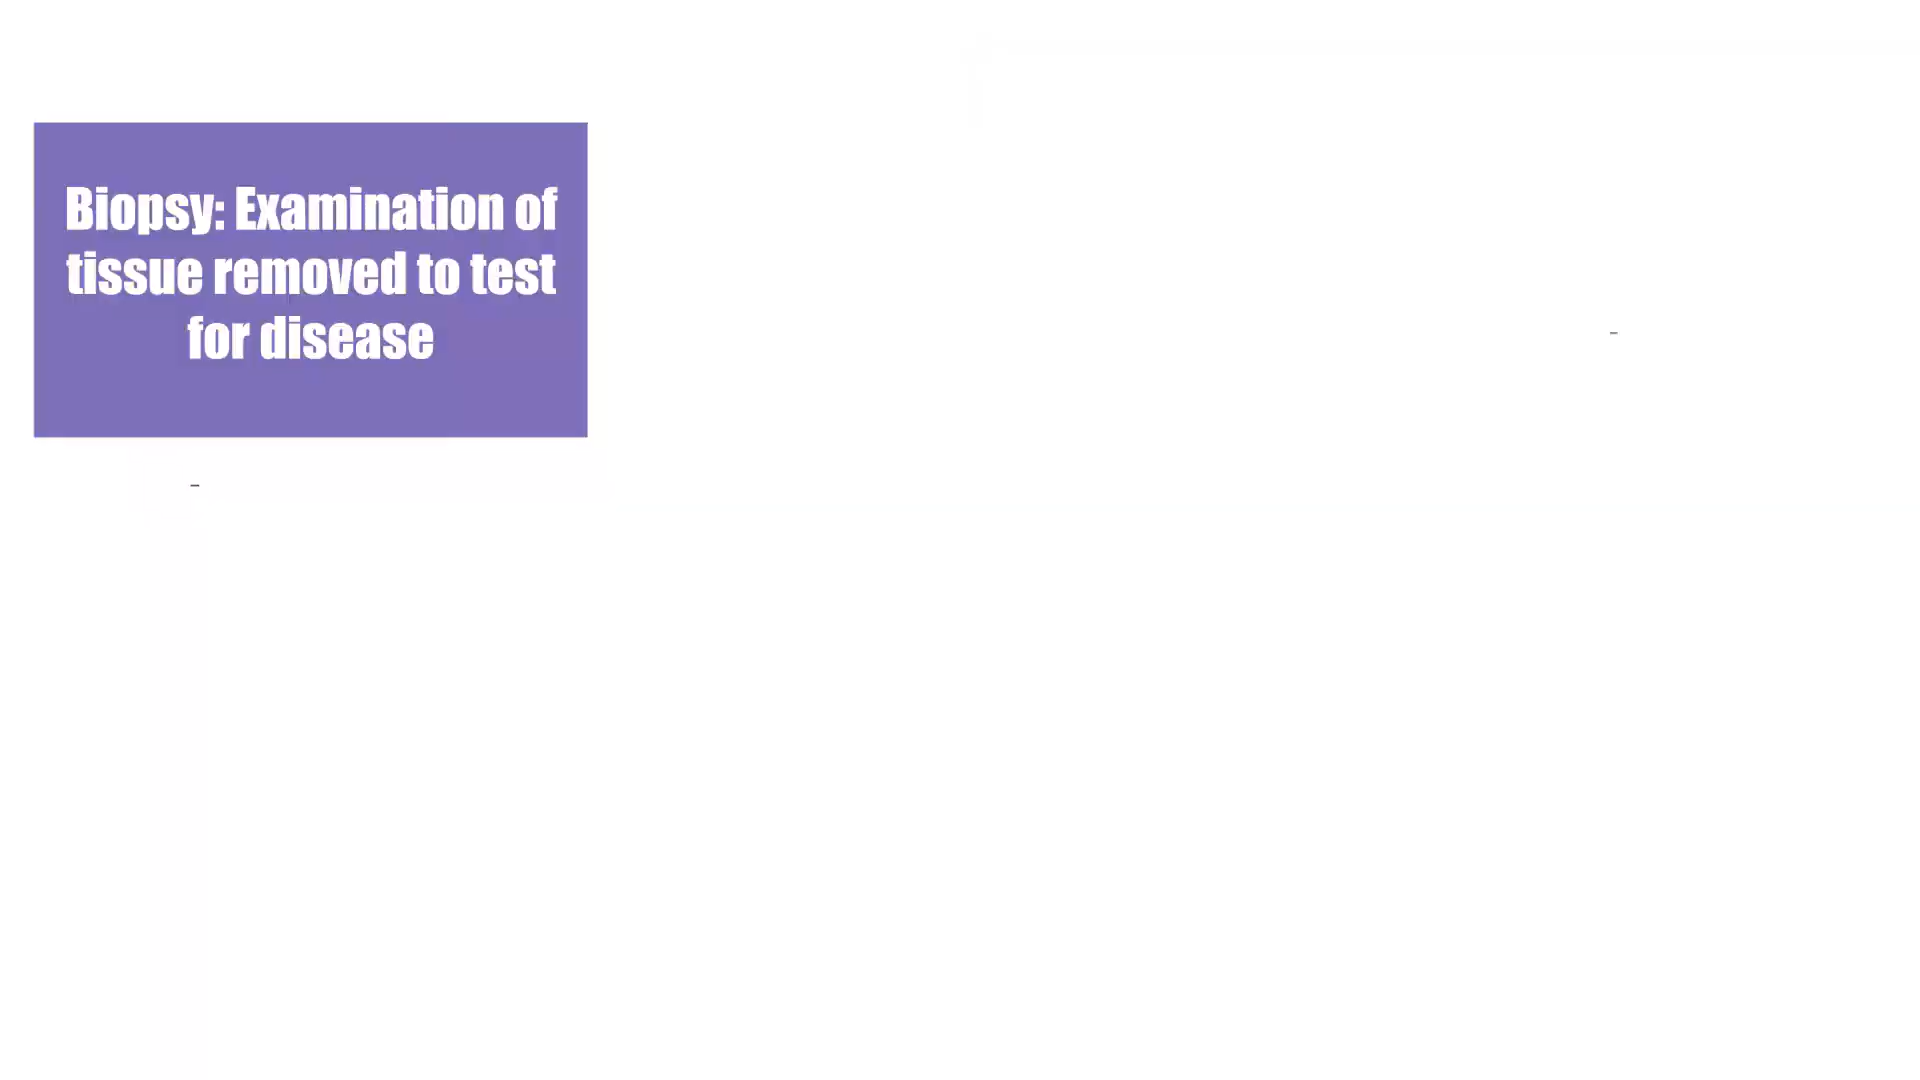 Biopsy: Examination of
tissue removed to test
for disease